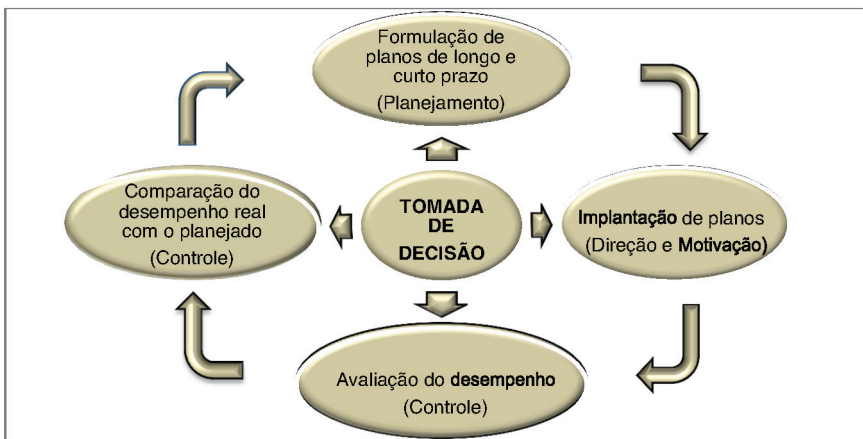 Formulação de
planos de longo e
curto prazo
(Planejamento)
Comparação do
desempenho real
com o planejado
(Controle)
TOMADA
DE
DECISÃO
Implantação de planos
(Direção e Motivação)
Avaliação do desempenho
(Controle)